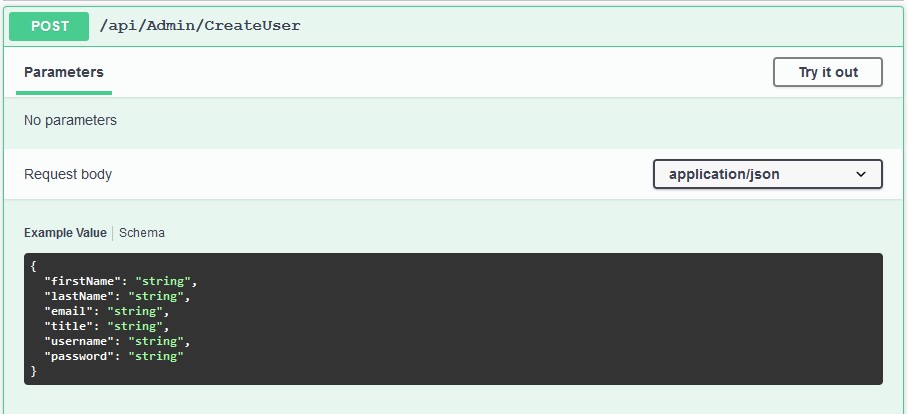 POST /api/Admin/CreateUser
Parameters Try it out
No parameters
Request body application/json
Example Value Schema
{
"firstName": "string",
"lastName": "string",
"email": "string",
"title": "string",
"username": "string",
"password": "string"
}